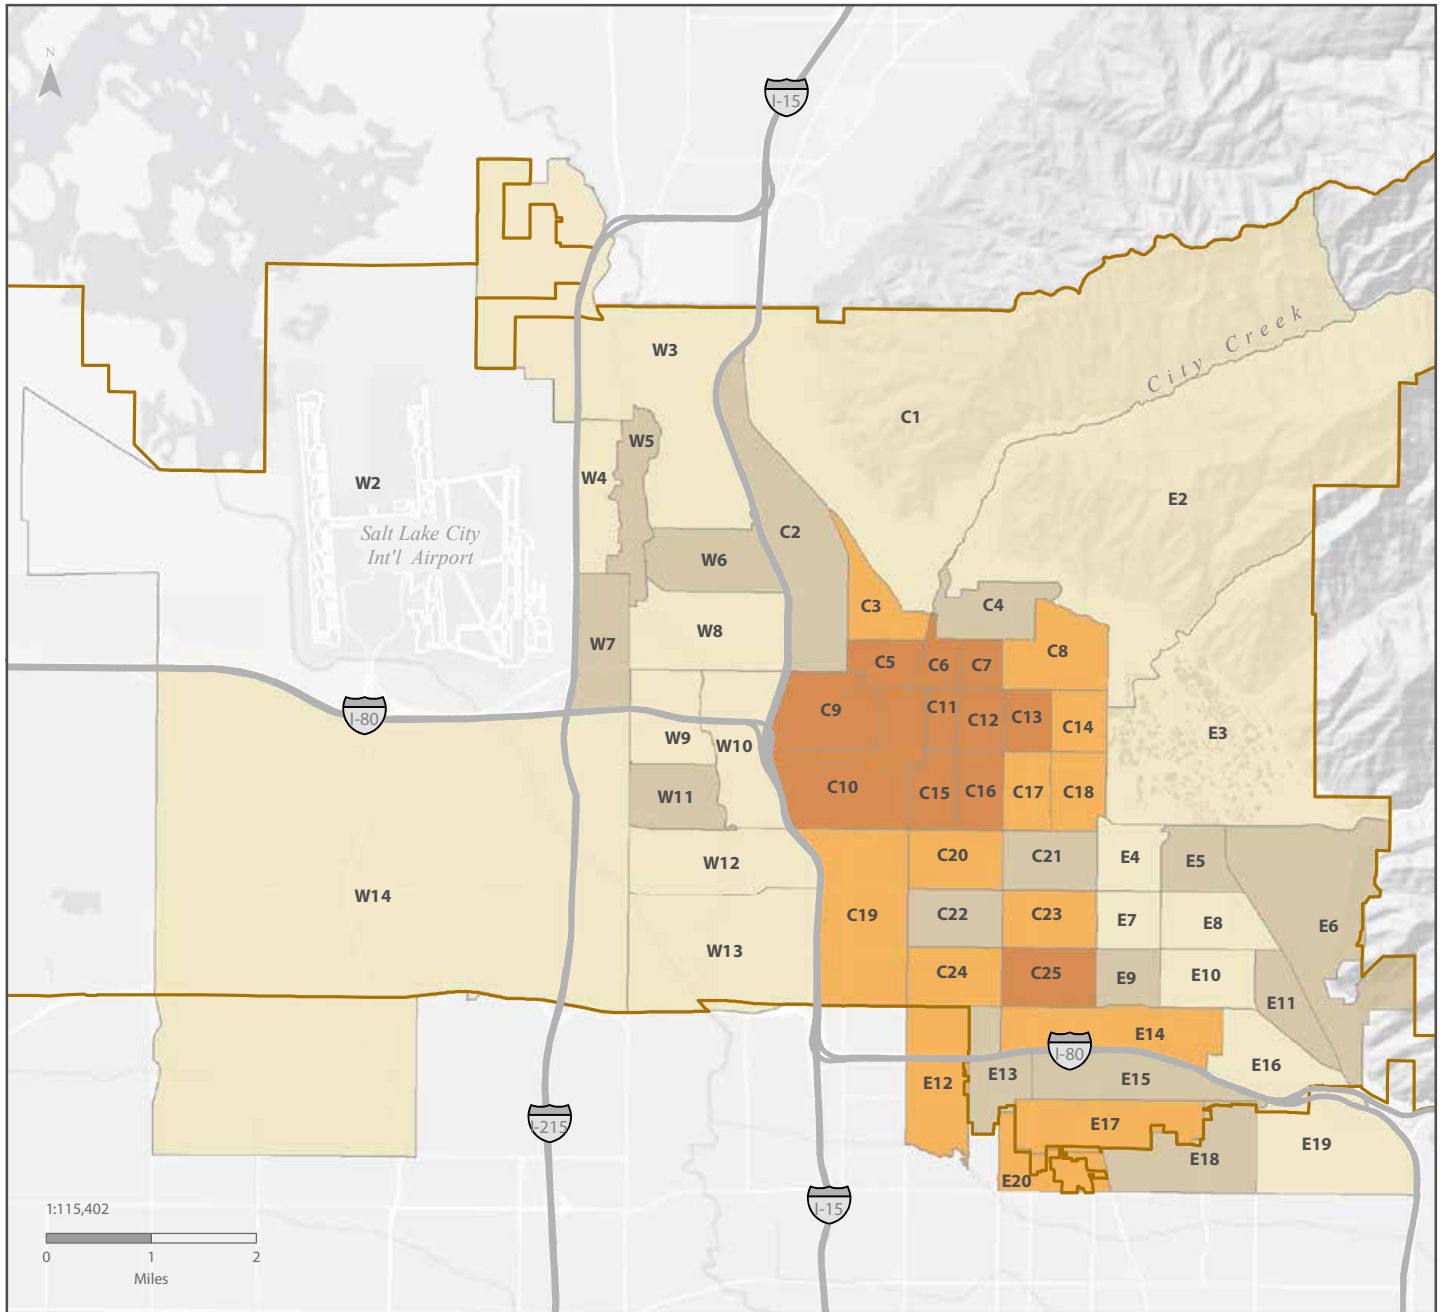 N
I-15
City Creek
W3
C1
W5
W4
W2
E2
Salt Lake City
Int'l Airport
C2
W6
C3
C4
W8
W7
C5
C6
C7
C8
C9
C11
C12
C13
C14
I-80
E3
W9
W10
W11
C10
C15
C16
C17
C18
W12
C20
C21
E4
E5
W14
C19
C22
C23
E7
E8
E6
W13
C24
C25
E9
E10
E11
E14
I-80
E12
E13
E15
E16
I-215
E17
E19
E18
E20
I-15
1:115,402
0 1 2
Miles